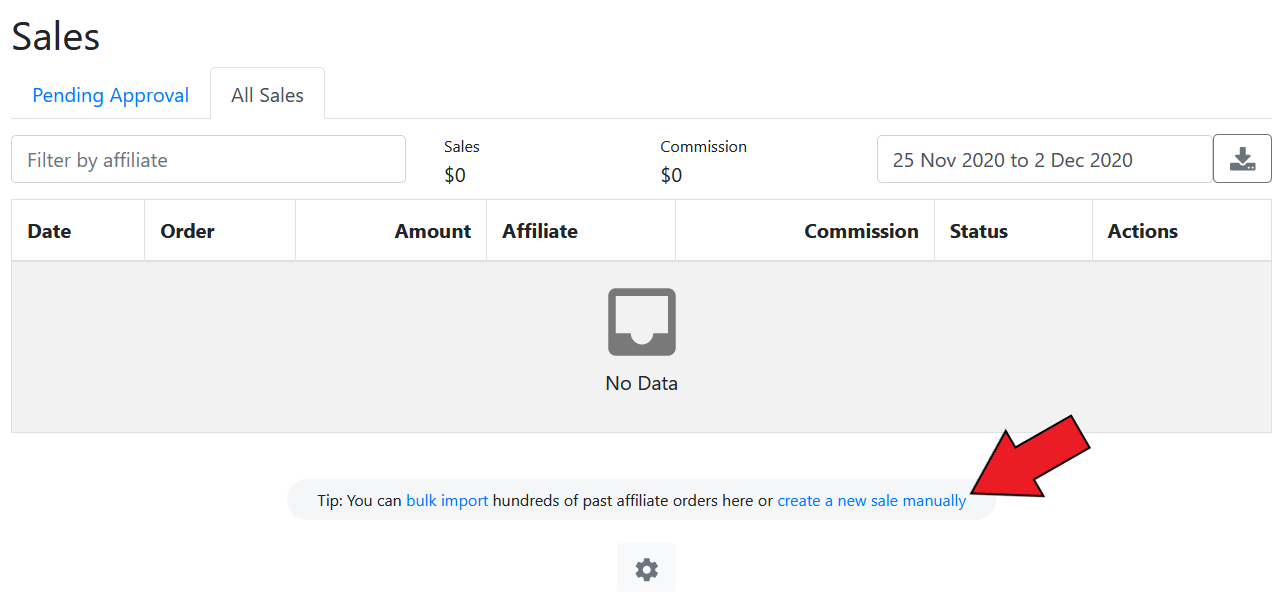 Sales
Pending Approval All Sales
Filter by affiliate Sales Commission 25 Nov 2020 to 2 Dec 2020
$0 $0
Date Order Amount Affiliate Commission Status Actions
No Data
Tip: You can bulk import hundreds of past affiliate orders here or create a new sale manually